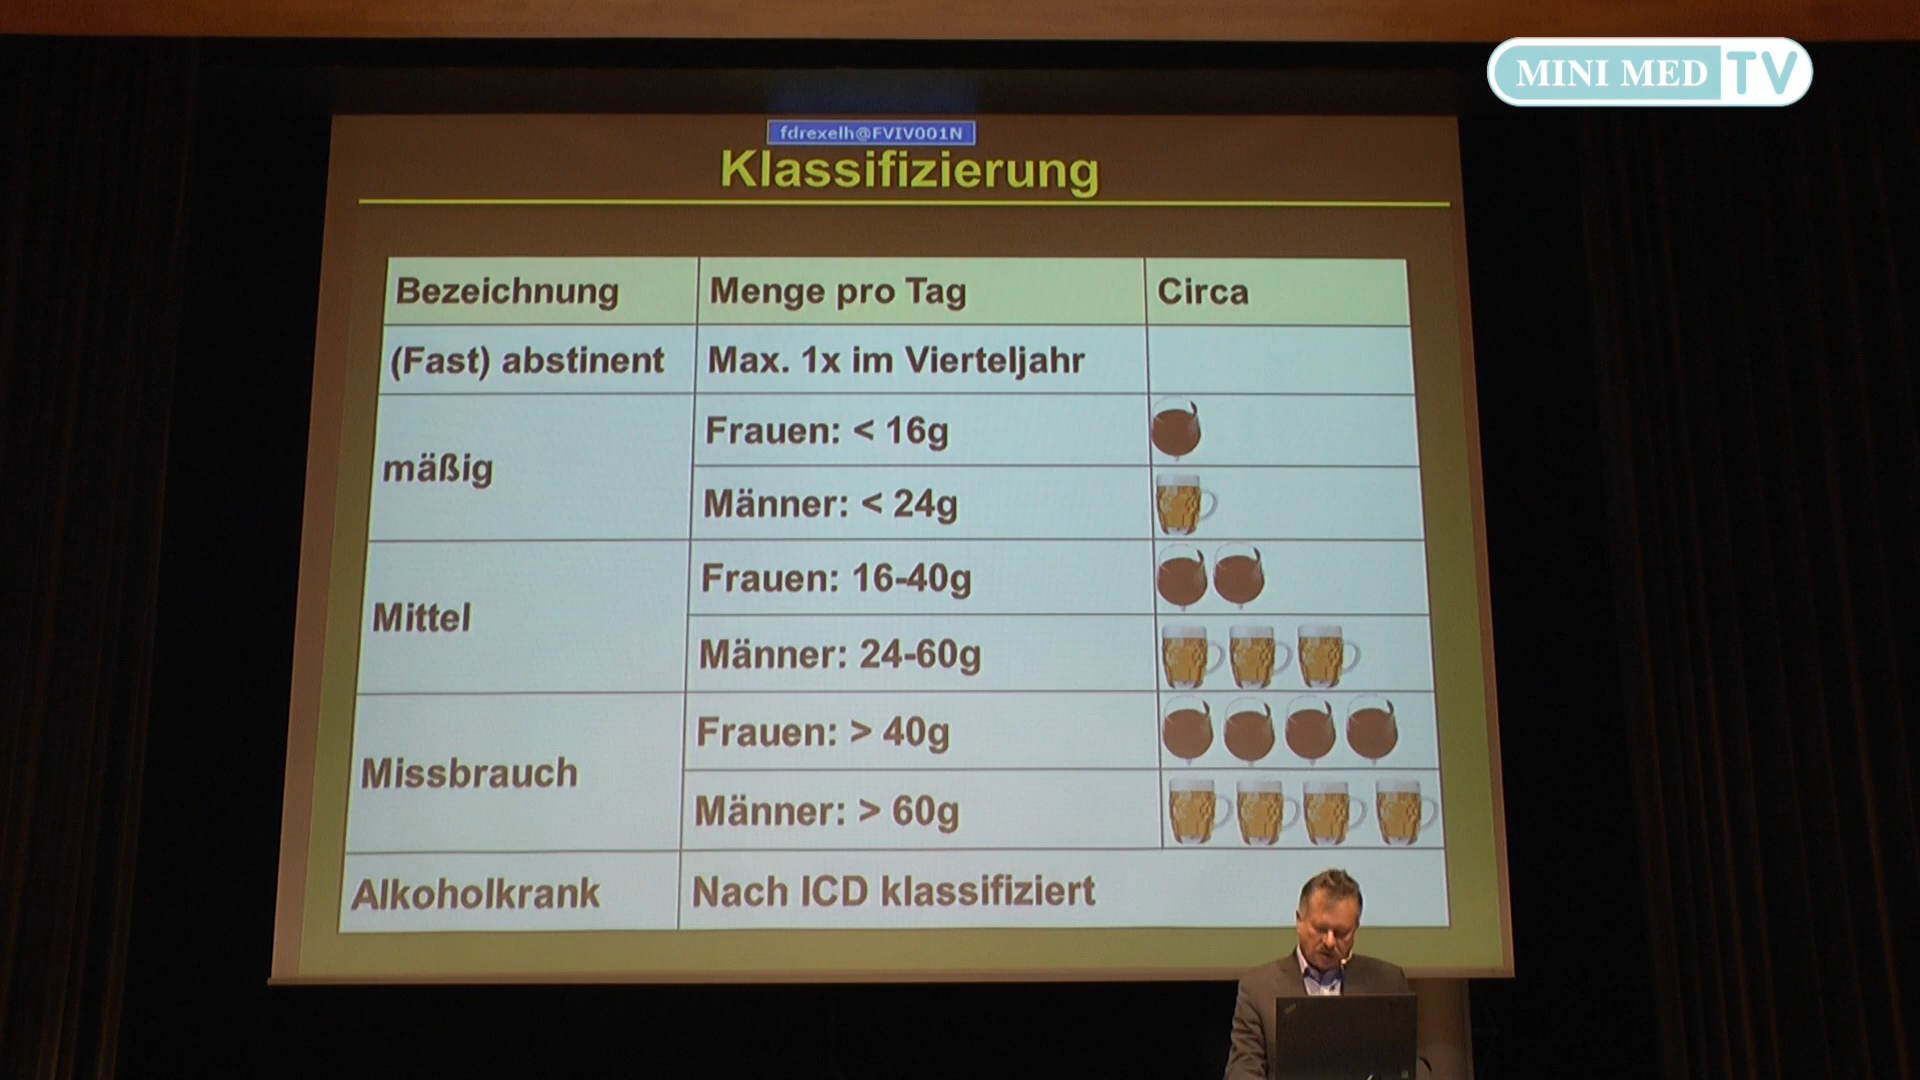 MINI MED TV
fdrexelh@FVIV001N
Klassifizierung
Bezeichnung Menge pro Tag Circa
(Fast) abstinent Max. 1x im Vierteljahr
mäßig
Frauen: < 16g
Männer: < 24g
Mittel
Frauen: 16-40g
Männer: 24-60g
Missbrauch
Frauen: > 40g
Männer: > 60g
Alkoholkrank Nach ICD klassifiziert